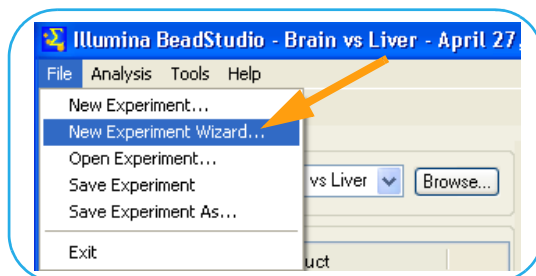 Illumina BeadStudio - Brain vs Liver - April 27,
File Analysis Tools Help
New Experiment...
New Experiment Wizard...
Open Experiment...
Save Experiment
vs Liver Browse...
Save Experiment As...
Exit
uct